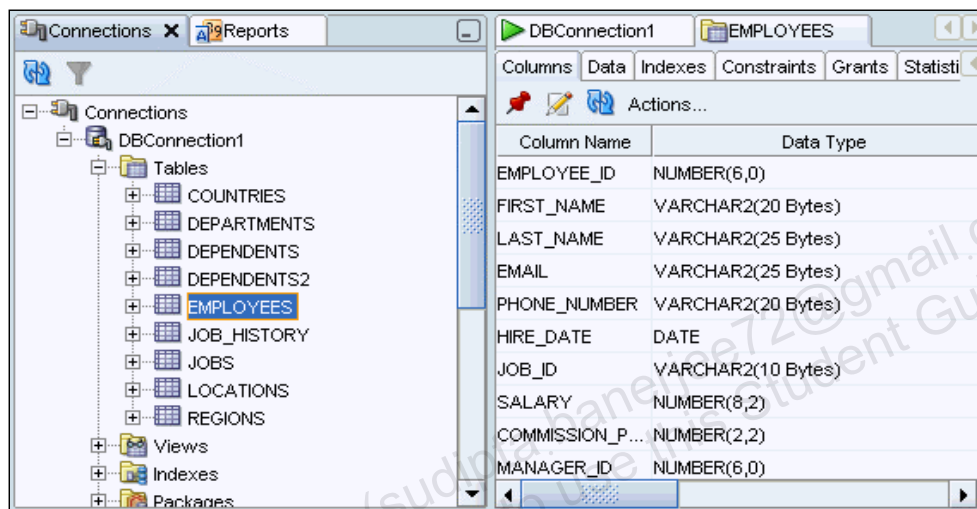 Connections
Reports
Connections
DBConnection1
Tables
COUNTRIES
DEPARTMENTS
DEPENDENTS
DEPENDENTS2
EMPLOYEES
JOB_HISTORY
JOBS
LOCATIONS
REGIONS
Views
Indexes
Packages
DBConnection1 EMPLOYEES
Columns Data Indexes Constraints Grants Statisti
Actions...
Column Name Data Type
EMPLOYEE_ID NUMBER(6,0)
FIRST_NAME VARCHAR2(20 Bytes)
LAST_NAME VARCHAR2(25 Bytes)
EMAIL VARCHAR2(25 Bytes)
PHONE_NUMBER VARCHAR2(20 Bytes)
HIRE_DATE DATE
JOB_ID VARCHAR2(10 Bytes)
SALARY NUMBER(8,2)
COMMISSION_P... NUMBER(2,2)
MANAGER_ID NUMBER(6,0)